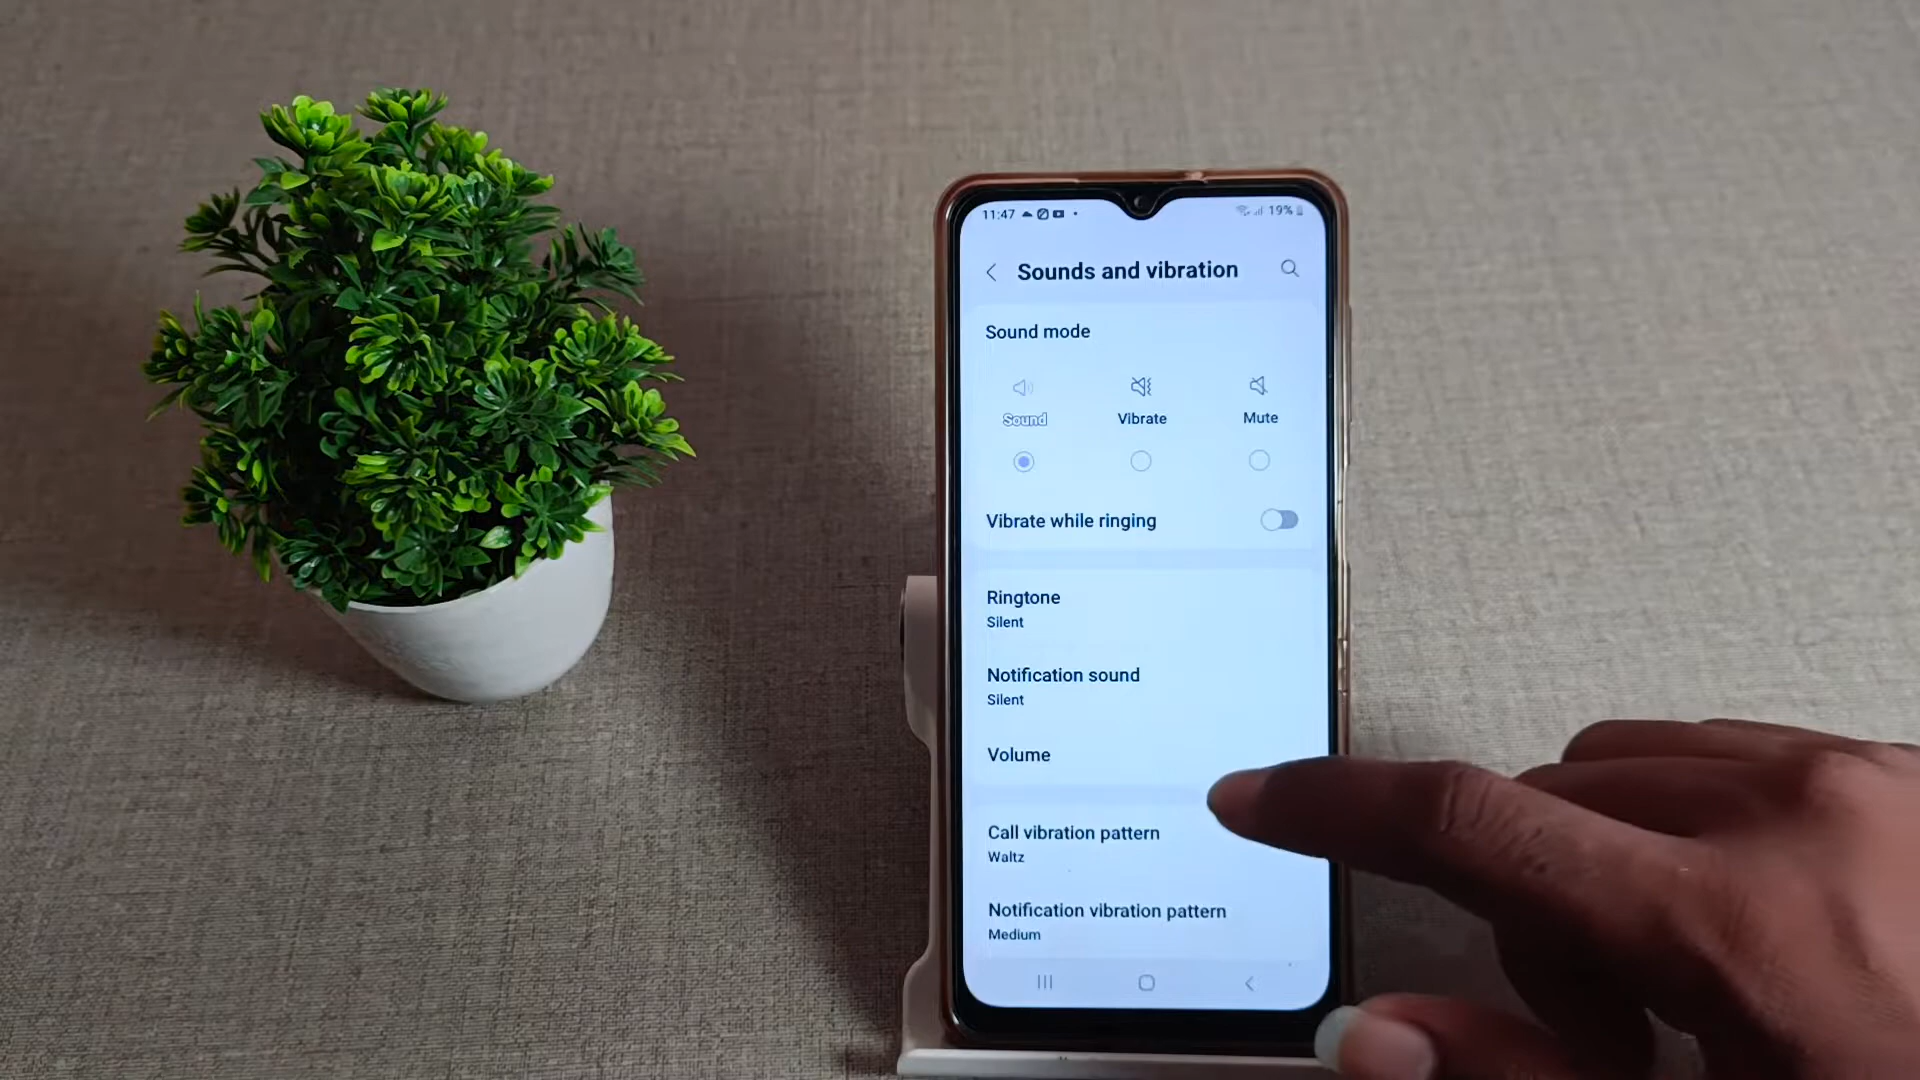 11:47
19%
Sounds and vibration
Sound mode
Sound
Vibrate
Mute
Vibrate while ringing
Ringtone
Silent
Notification sound
Silent
Volume
Call vibration pattern
Waltz
Notification vibration pattern
Medium